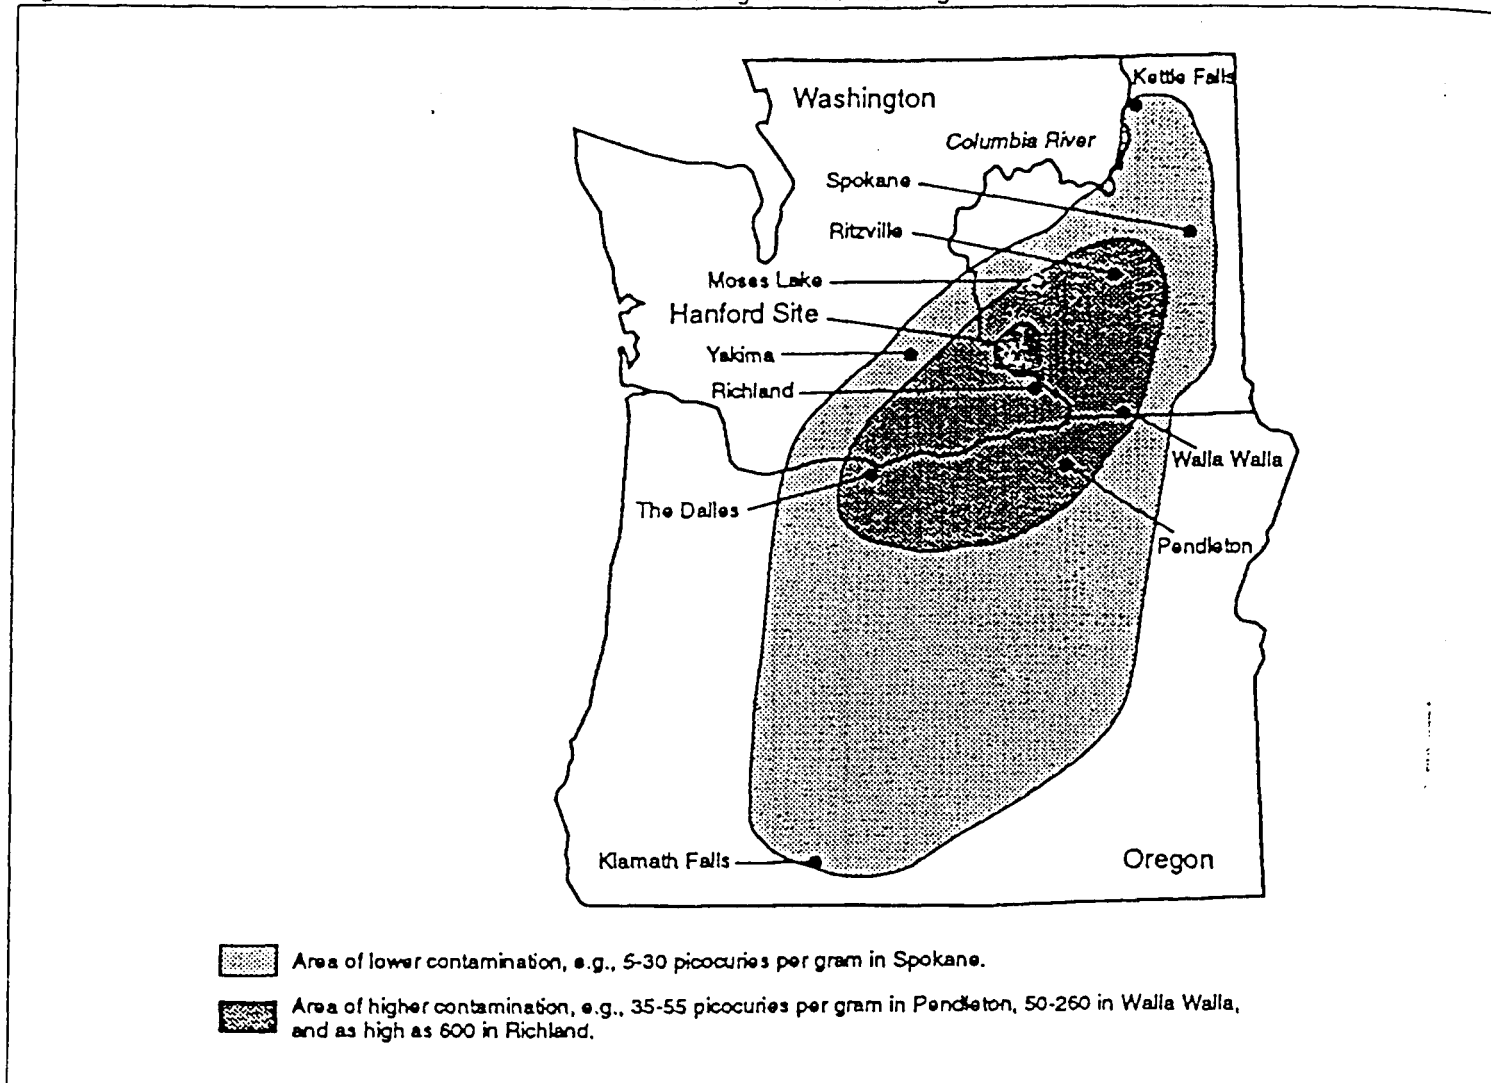 Kettle Falls
Washington
Columbia River
Spokane
Ritzville
Moses Lake
Hanford Site
Yakima
Richland
Walla Walla
The Dalles
Pendleton
Klamath Falls
Oregon
Area of lower contamination, e.g., 5-30 picocuries per gram in Spokane.
Area of higher contamination, e.g., 35-55 picocuries per gram in Pendleton, 50-260 in Walla Walla,
and as high as 600 in Richland.